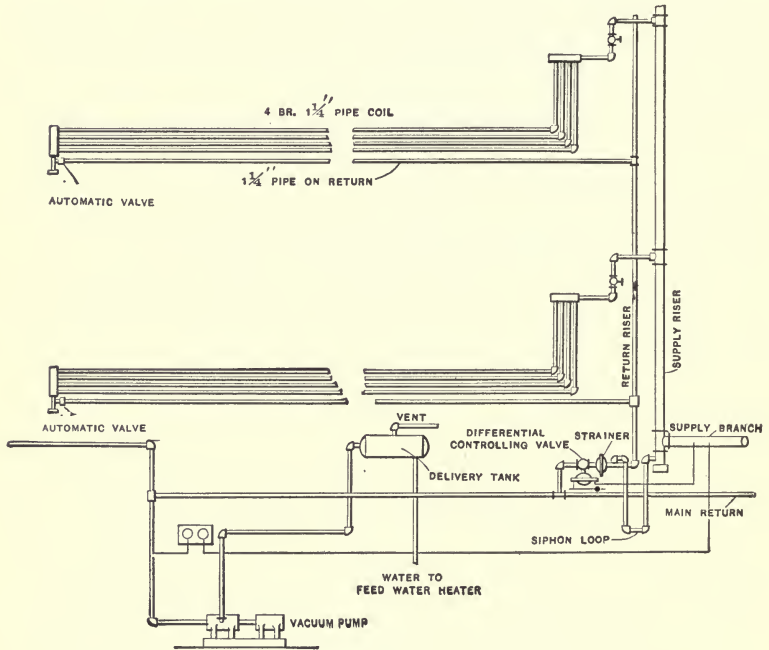 4 BR. 1¼" PIPE COIL
1¼" PIPE ON RETURN
AUTOMATIC VALVE
RETURN RISER
SUPPLY RISER
AUTOMATIC VALVE
VENT
DELIVERY TANK
DIFFERENTIAL
CONTROLLING VALVE
STRAINER
SUPPLY BRANCH
MAIN RETURN
SIPHON LOOP
WATER TO
FEED WATER HEATER
VACUUM PUMP